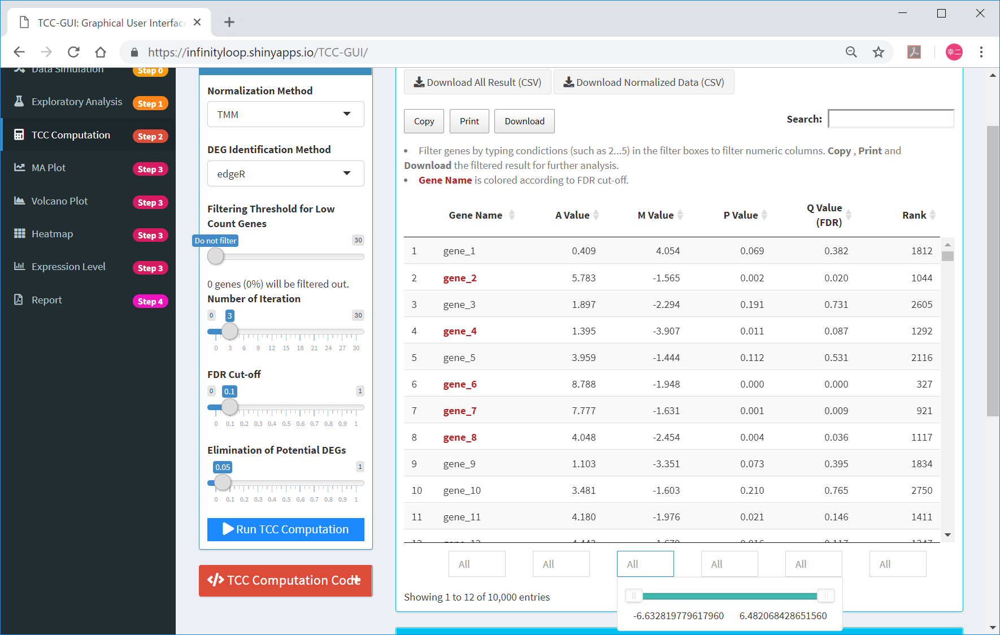 TCC-GUI: Graphical User Interface
https://infinityloop.shinyapps.io/TCC-GUI/
幸二
Data Simulation Step 0
Exploratory Analysis Step 1
TCC Computation Step 2
MA Plot Step 3
Volcano Plot Step 3
Heatmap Step 3
Expression Level Step 3
Report Step 4
Normalization Method
TMM
DEG Identification Method
edgeR
Filtering Threshold for Low
Count Genes
Do not filter 30
0 genes (0%) will be filtered out.
Number of Iteration
0 3 30
0 3 6 9 12 15 18 21 24 27 30
FDR Cut-off
0 0.1 1
0 0.1 0.2 0.3 0.4 0.5 0.6 0.7 0.8 0.9 1
Elimination of Potential DEGs
0.05 1
0 0.1 0.2 0.3 0.4 0.5 0.6 0.7 0.8 0.9 1
Run TCC Computation
</> TCC Computation Code
Download All Result (CSV) Download Normalized Data (CSV)
Copy Print Download Search:
• Filter genes by typing condictions (such as 2...5) in the filter boxes to filter numeric columns. Copy , Print and
Download the filtered result for further analysis.
• Gene Name is colored according to FDR cut-off.
Gene Name A Value M Value P Value Q Value (FDR) Rank
1 gene_1 0.409 4.054 0.069 0.382 1812
2 gene_2 5.783 -1.565 0.002 0.020 1044
3 gene_3 1.897 -2.294 0.191 0.731 2605
4 gene_4 1.395 -3.907 0.011 0.087 1292
5 gene_5 3.959 -1.444 0.112 0.531 2116
6 gene_6 8.788 -1.948 0.000 0.000 327
7 gene_7 7.777 -1.631 0.001 0.009 921
8 gene_8 4.048 -2.454 0.004 0.036 1117
9 gene_9 1.103 -3.351 0.073 0.395 1834
10 gene_10 3.481 -1.603 0.210 0.765 2750
11 gene_11 4.180 -1.976 0.021 0.146 1411
All All All All All All
Showing 1 to 12 of 10,000 entries
-6.632819779617960 6.482068428651560